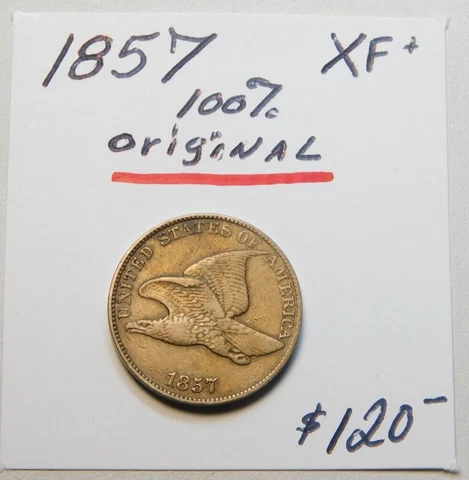 1857 XF+
100%
OrigiNAL
UNITED STATES OF AMERICA
1857
$120-